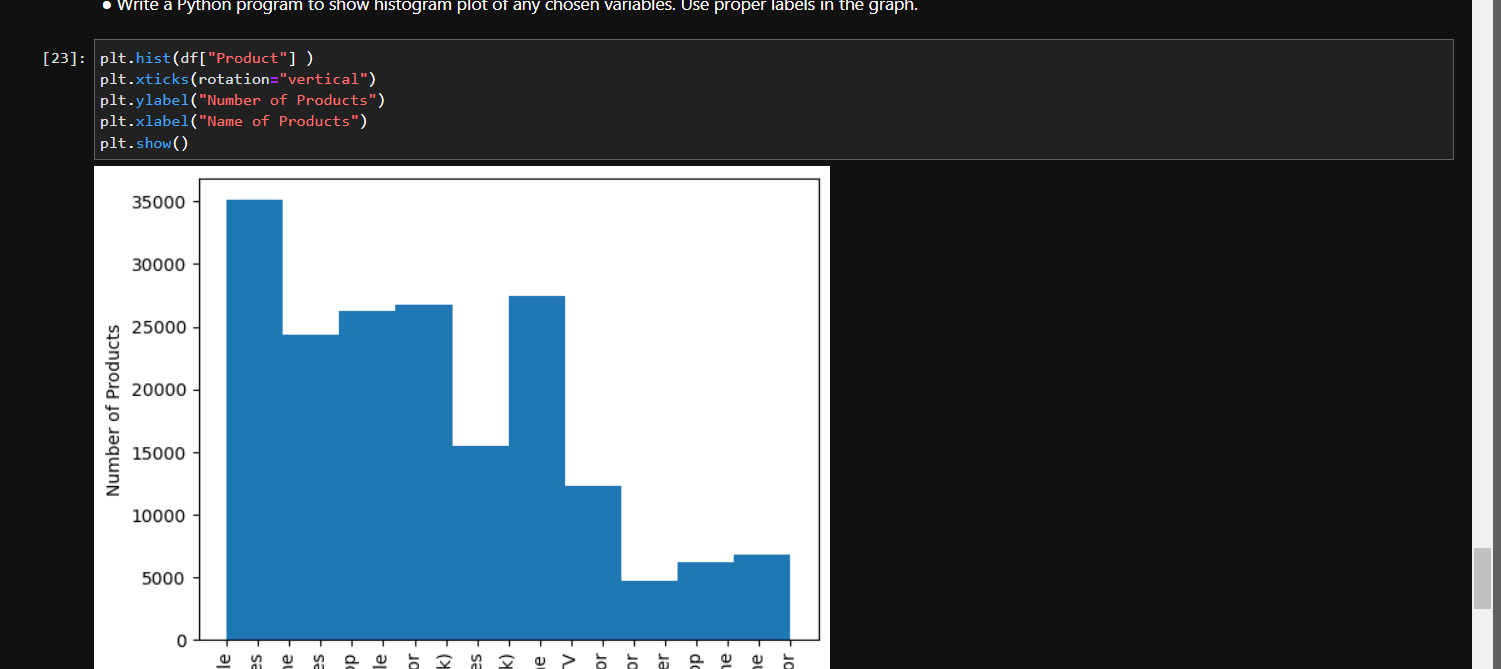 ● Write a Python program to show histogram plot of any chosen variables. Use proper labels in the graph.
[23]: plt.hist(df["Product"] )
plt.xticks(rotation="vertical")
plt.ylabel("Number of Products")
plt.xlabel("Name of Products")
plt.show()
35000
30000
25000
20000
15000
10000
5000
0
Number of Products